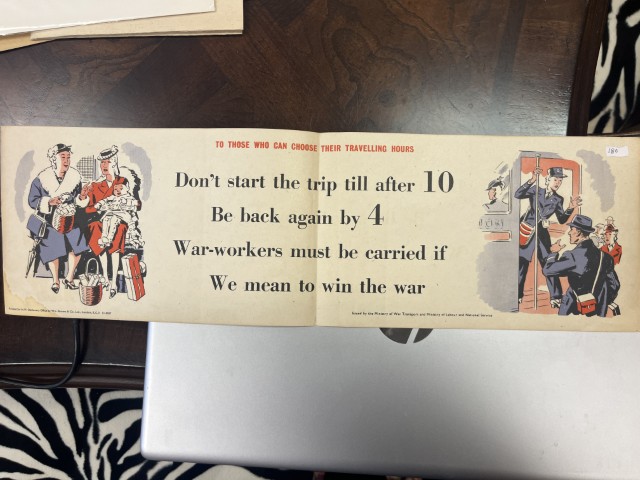 TO THOSE WHO CAN CHOOSE THEIR TRAVELLING HOURS
Don't start the trip till after 10
Be back again by 4
War-workers must be carried if
We mean to win the war
Issued by the Ministry of War Transport and Ministry of Labour and National Service